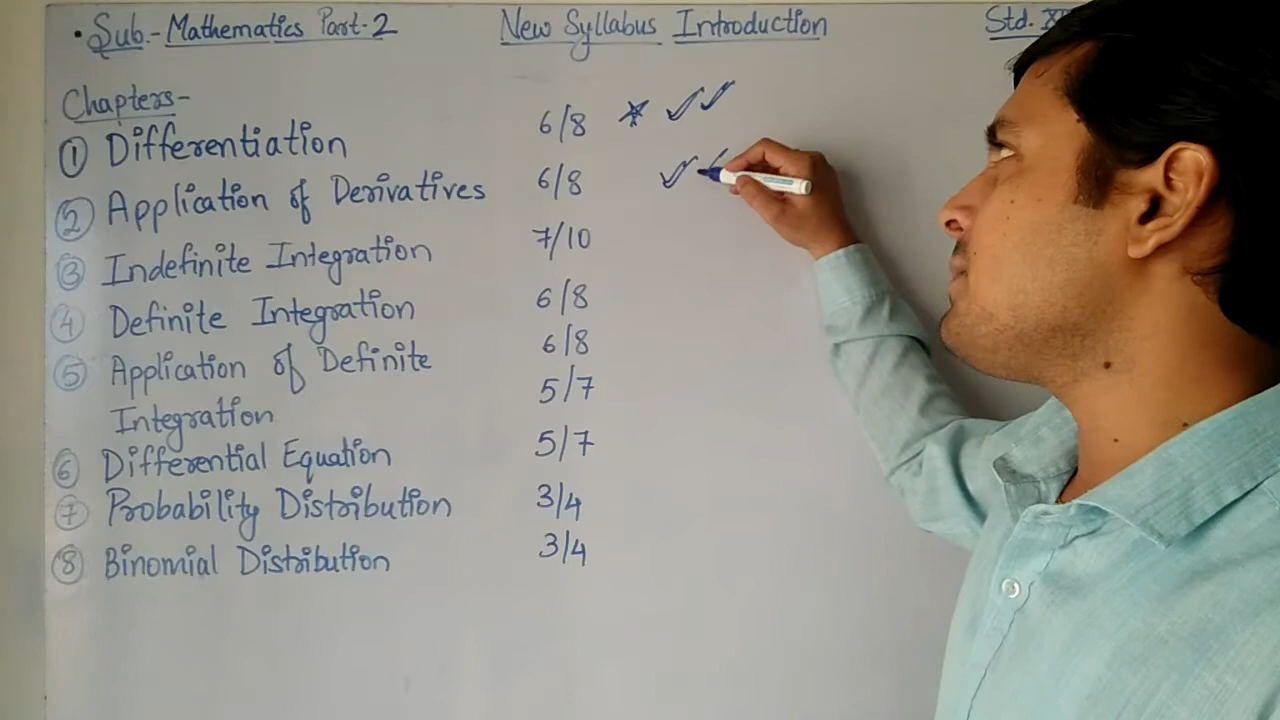 • Sub.- Mathematics Part-2 New Syllabus Introduction Std.
Chapters-
① Differentiation 6/8
② Application of Derivatives 6/8
③ Indefinite Integration 7/10
④ Definite Integration 6/8
⑤ Application of Definite 6/8
Integration 5/7
⑥ Differential Equation 5/7
⑦ Probability Distribution 3/4
⑧ Binomial Distribution 3/4